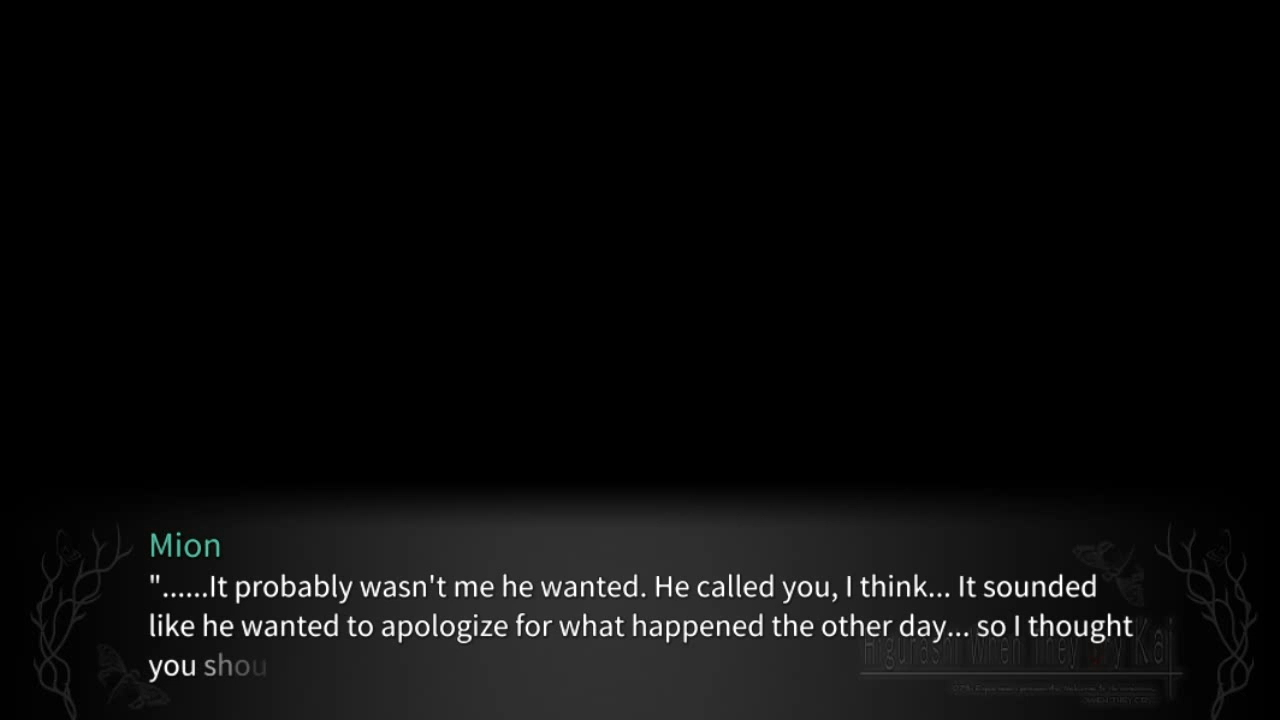 Mion
"......It probably wasn't me he wanted. He called you, I think... It sounded
like he wanted to apologize for what happened the other day... so I thought
you shou
Higurashi When They Cry Kai